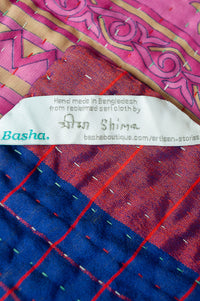 Hand made in Bangladesh
from reclaimed sari cloth by
সীমা Shima
Basha.
bashaboutique.com/artisan-stories